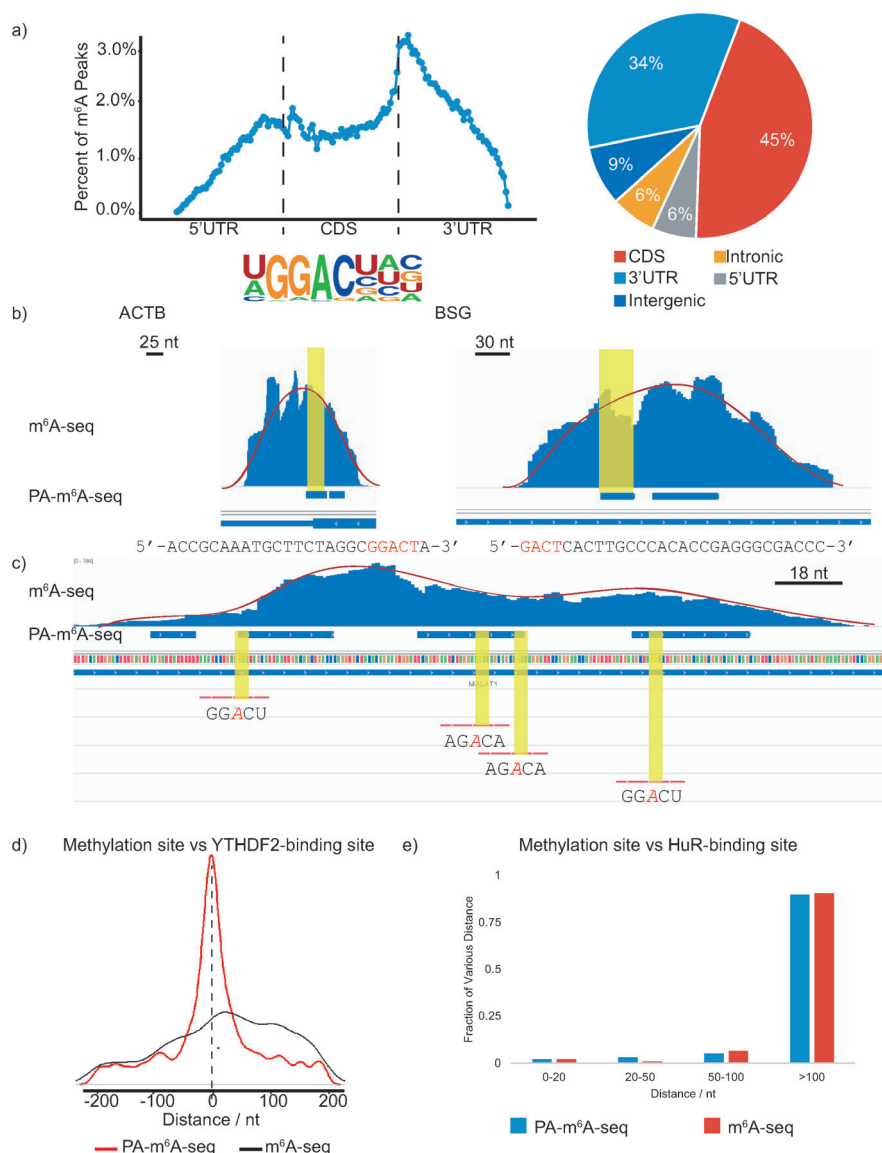 a)
Percent of m⁶A Peaks
3.0%
2.0%
1.0%
0.0%
5'UTR CDS 3'UTR
UGGACUAC
34%
45%
9%
6%
6%
CDS Intronic
3'UTR 5'UTR
Intergenic
b) ACTB BSG
25 nt 30 nt
m⁶A-seq
PA-m⁶A-seq
5'-ACCGCAAATGCTTCTAGGCGGACTA-3' 5'-GACTCACTTGCCCACACCGAGGGCGACCC-3'
c)
18 nt
m⁶A-seq
PA-m⁶A-seq
MALAT1
GGACU
AGACA
AGACA
GGACU
d) Methylation site vs YTHDF2-binding site
-200 -100 0 100 200
Distance / nt
PA-m⁶A-seq m⁶A-seq
e) Methylation site vs HuR-binding site
Fraction of Various Distance
1
0.75
0.5
0.25
0
0-20 20-50 50-100 >100
Distance / nt
PA-m⁶A-seq m⁶A-seq